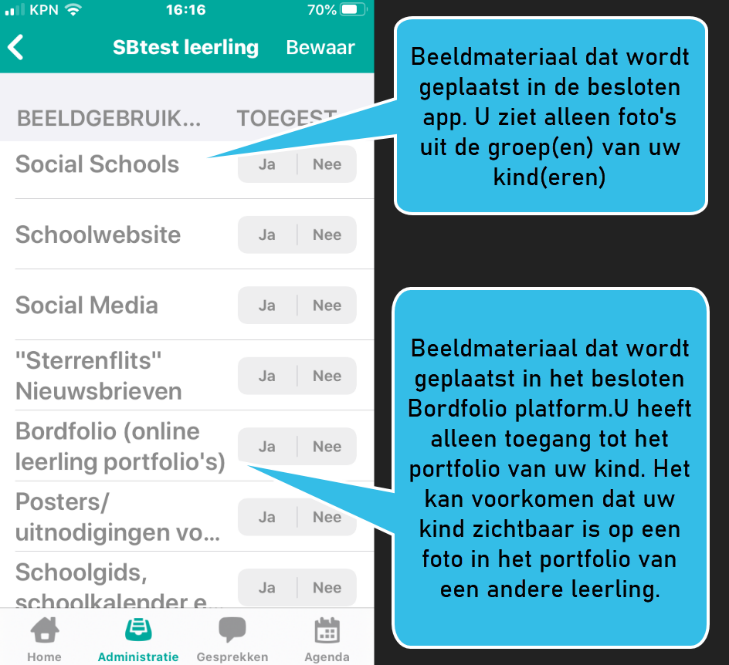 KPN 16:16 70%
SBtest leerling Bewaar
BEELDGEBRUIK... TOEGEST
Social Schools Ja Nee
Schoolwebsite Ja Nee
Social Media Ja Nee
"Sterrenflits"
Nieuwsbrieven Ja Nee
Bordfolio (online
leerling portfolio's) Ja Nee
Posters/
uitnodigingen vo... Ja Nee
Schoolgids,
schoolkalender e... Ja Nee
Home Administratie Gesprekken Agenda
Beeldmateriaal dat wordt
geplaatst in de besloten
app. U ziet alleen foto's
uit de groep(en) van uw
kind(eren)
Beeldmateriaal dat wordt
geplaatst in het besloten
Bordfolio platform.U heeft
alleen toegang tot het
portfolio van uw kind. Het
kan voorkomen dat uw
kind zichtbaar is op een
foto in het portfolio van
een andere leerling.